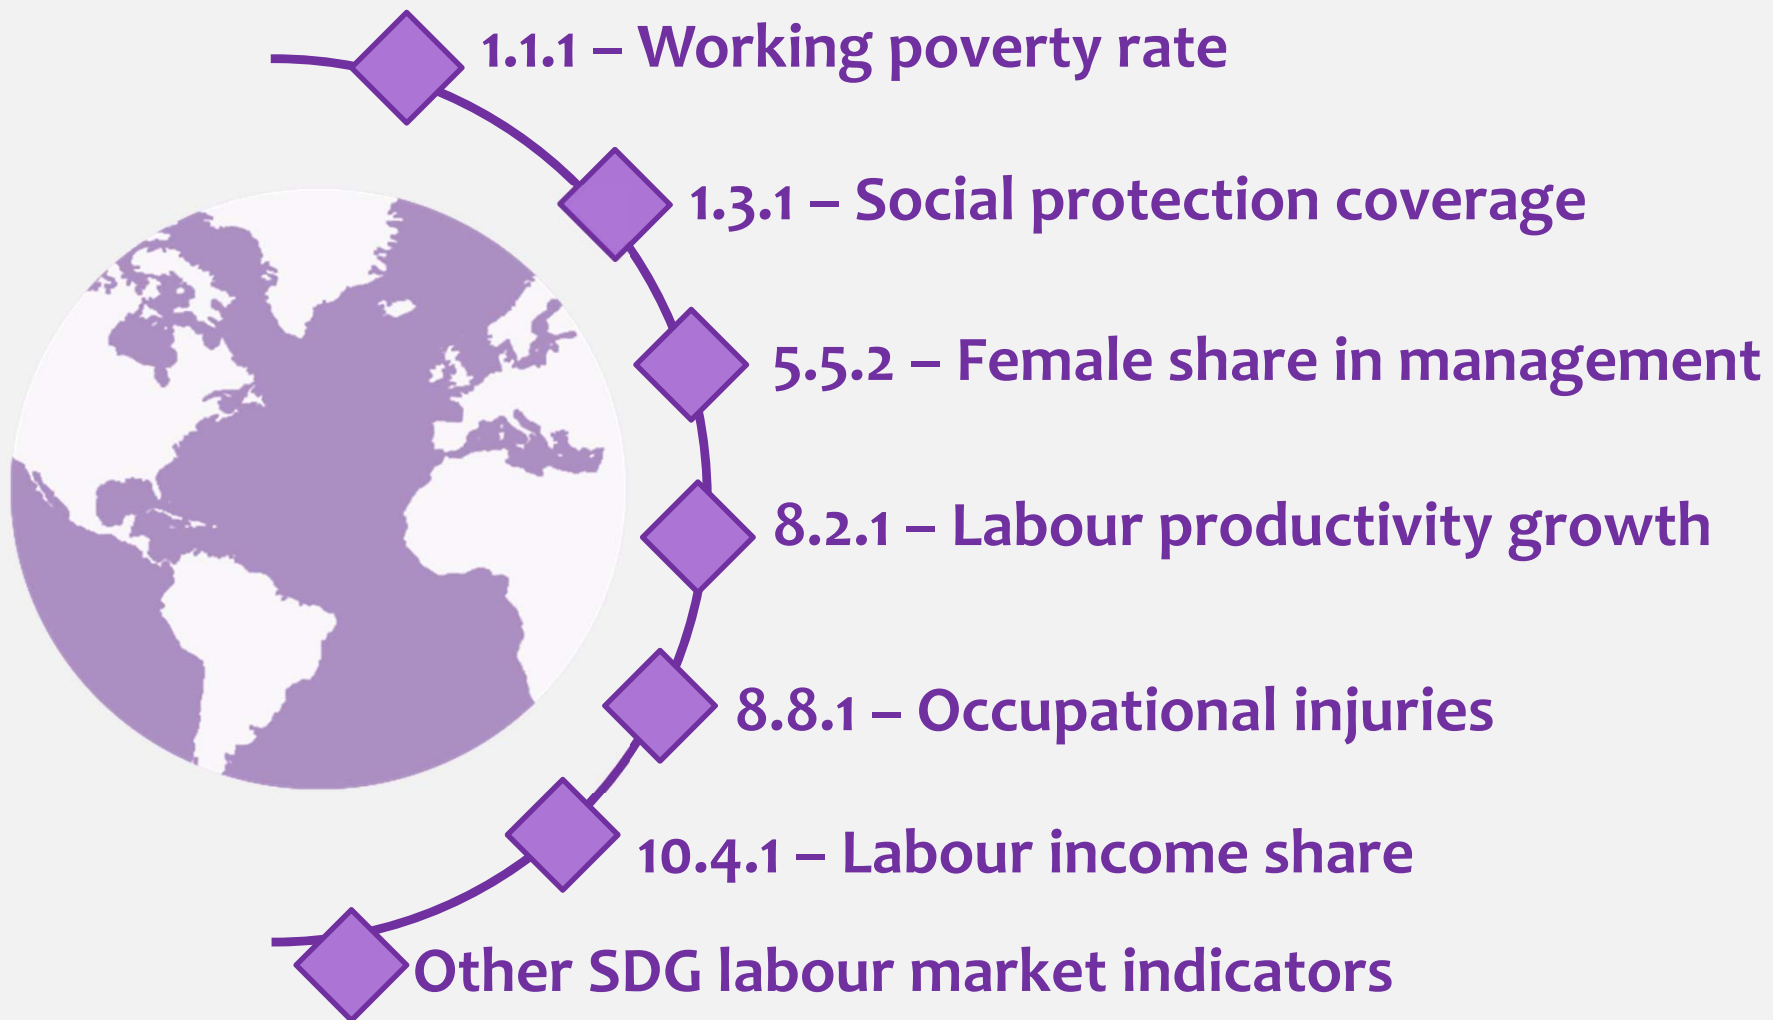 1.1.1 – Working poverty rate
1.3.1 – Social protection coverage
5.5.2 – Female share in management
8.2.1 – Labour productivity growth
8.8.1 – Occupational injuries
10.4.1 – Labour income share
Other SDG labour market indicators